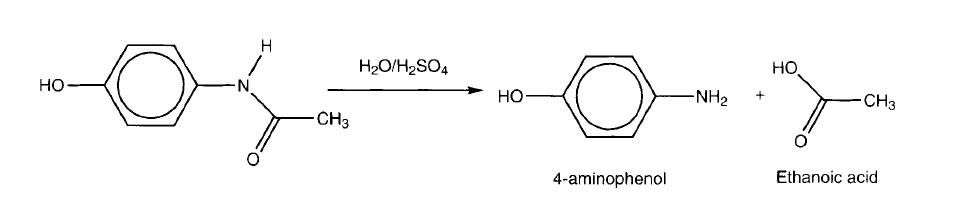 H
HO
N
CH₃
O
H₂O/H₂SO₄
HO
NH₂
+
HO
CH₃
O
4-aminophenol
Ethanoic acid